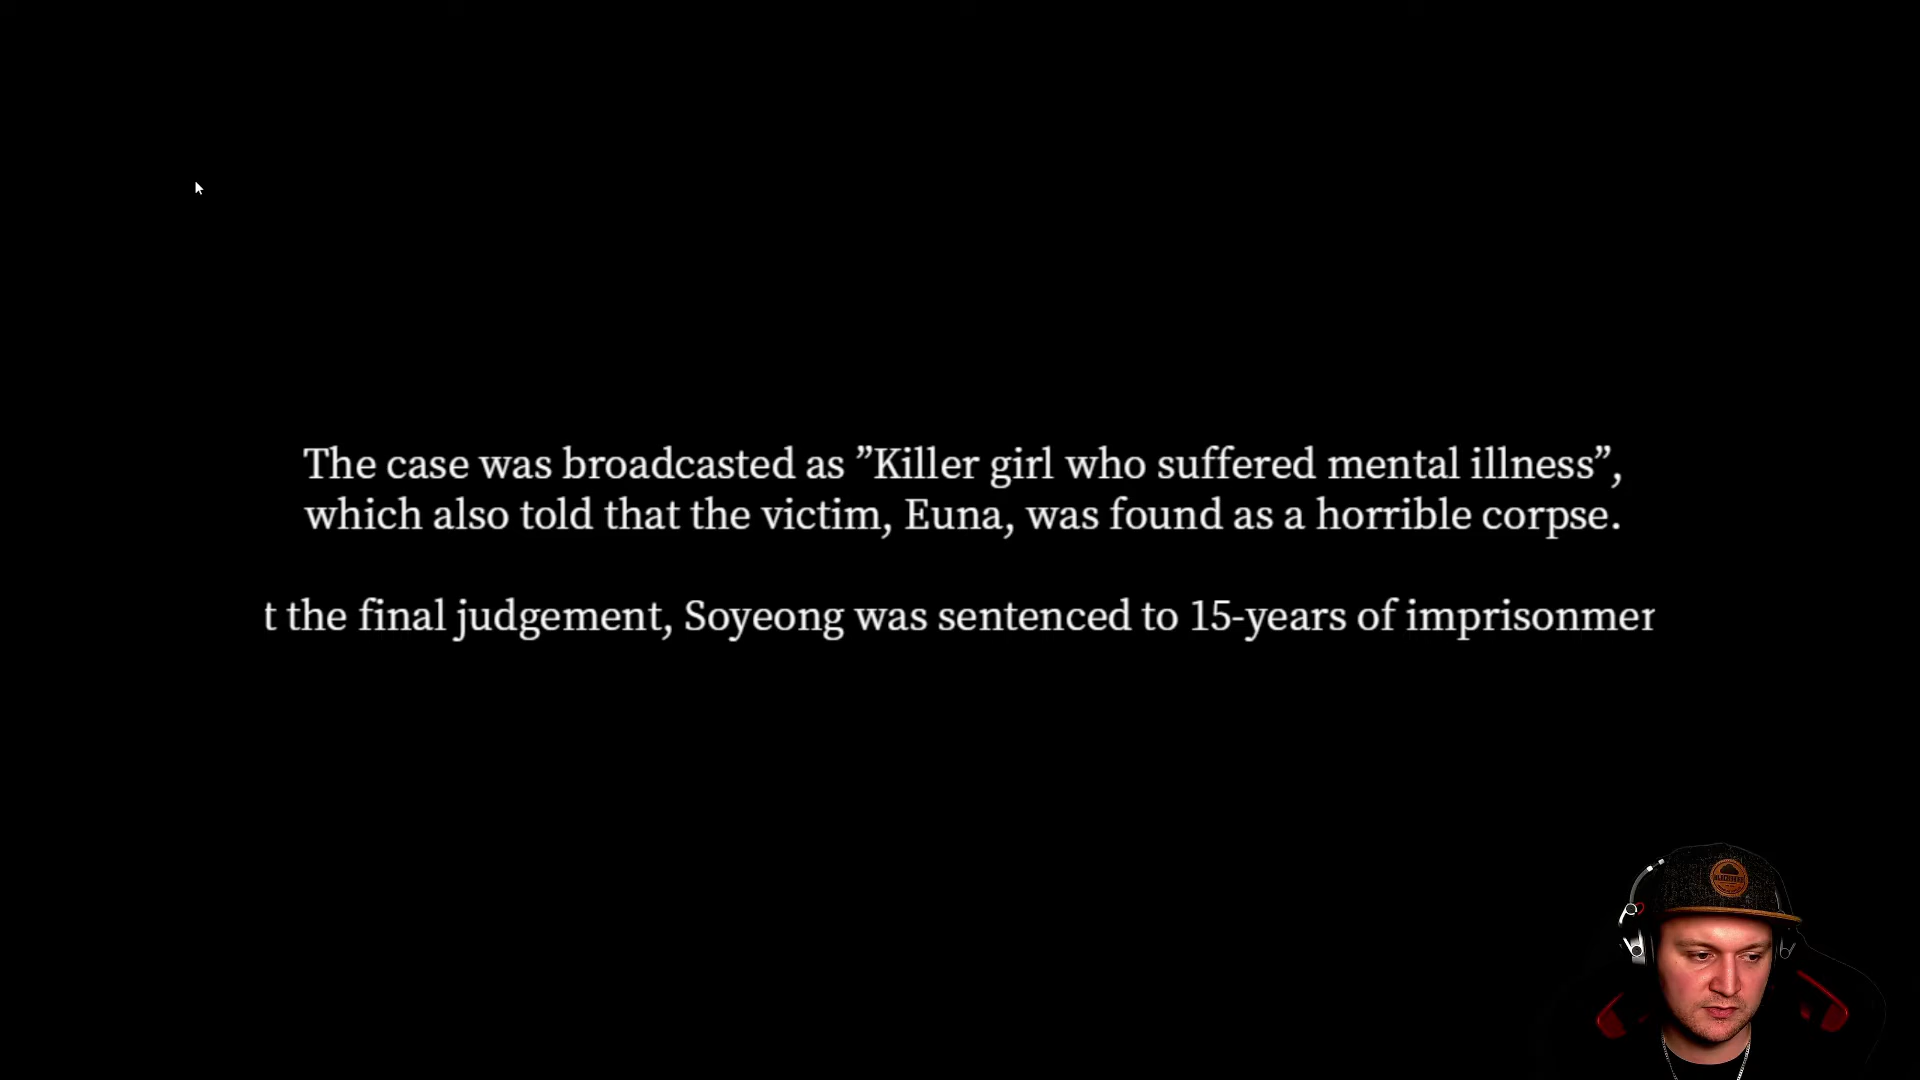 The case was broadcasted as ”Killer girl who suffered mental illness”,
which also told that the victim, Euna, was found as a horrible corpse.
t the final judgement, Soyeong was sentenced to 15-years of imprisonmer